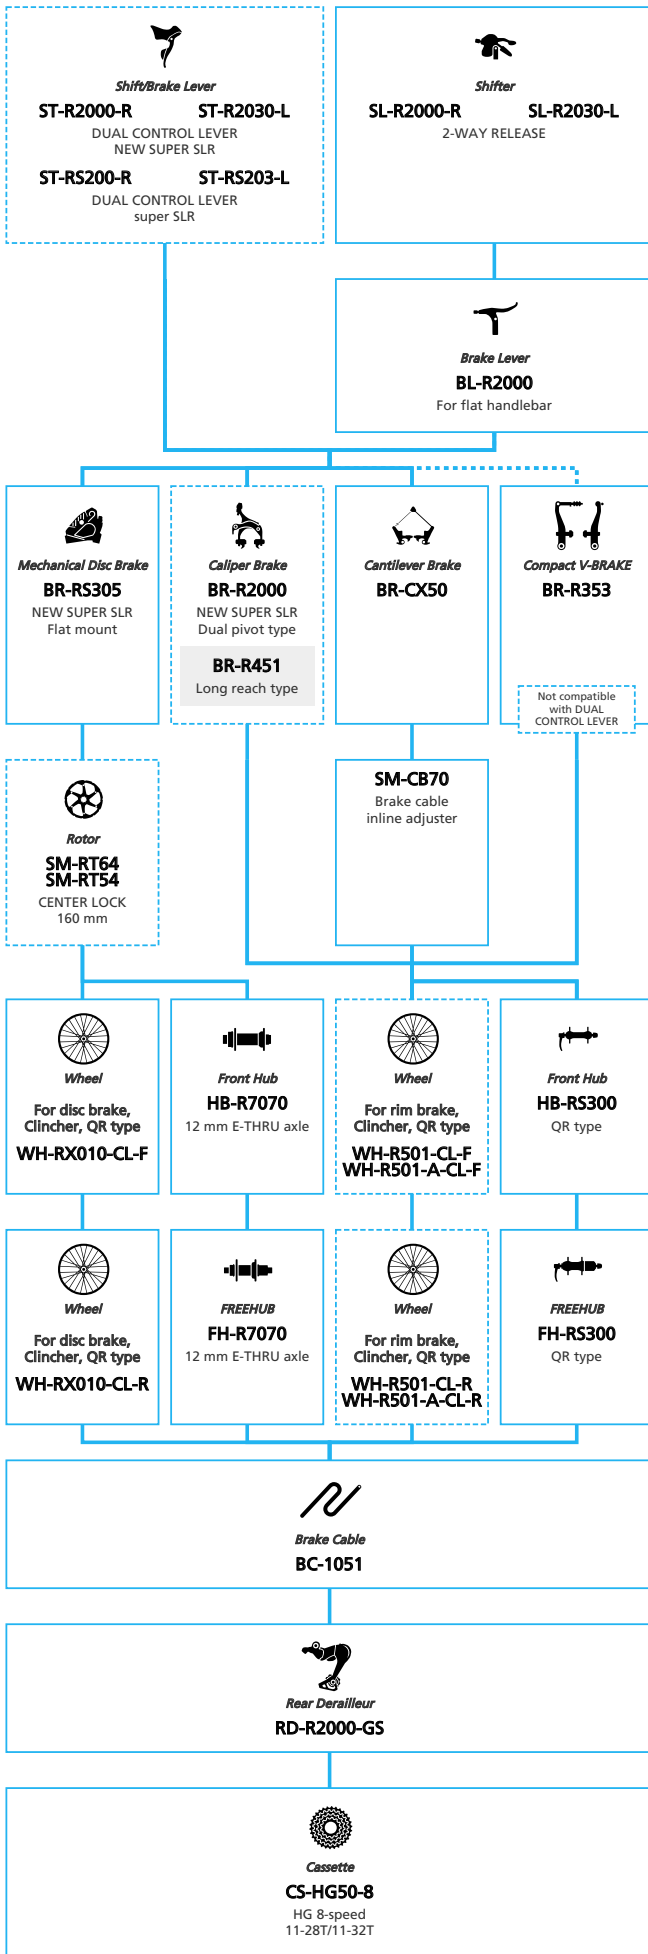 Shift/Brake Lever
ST-R2000-R ST-R2030-L
DUAL CONTROL LEVER
NEW SUPER SLR
ST-RS200-R ST-RS203-L
DUAL CONTROL LEVER
super SLR
Shifter
SL-R2000-R SL-R2030-L
2-WAY RELEASE
Brake Lever
BL-R2000
For flat handlebar
Mechanical Disc Brake
BR-RS305
NEW SUPER SLR
Flat mount
Caliper Brake
BR-R2000
NEW SUPER SLR
Dual pivot type
BR-R451
Long reach type
Cantilever Brake
BR-CX50
Compact V-BRAKE
BR-R353
Not compatible
with DUAL
CONTROL LEVER
Rotor
SM-RT64
SM-RT54
CENTER LOCK
160 mm
SM-CB70
Brake cable
inline adjuster
Wheel
For disc brake,
Clincher, QR type
WH-RX010-CL-F
Front Hub
HB-R7070
12 mm E-THRU axle
Wheel
For rim brake,
Clincher, QR type
WH-R501-CL-F
WH-R501-A-CL-F
Front Hub
HB-RS300
QR type
Wheel
For disc brake,
Clincher, QR type
WH-RX010-CL-R
FREEHUB
FH-R7070
12 mm E-THRU axle
Wheel
For rim brake,
Clincher, QR type
WH-R501-CL-R
WH-R501-A-CL-R
FREEHUB
FH-RS300
QR type
Brake Cable
BC-1051
Rear Derailleur
RD-R2000-GS
Cassette
CS-HG50-8
HG 8-speed
11-28T/11-32T